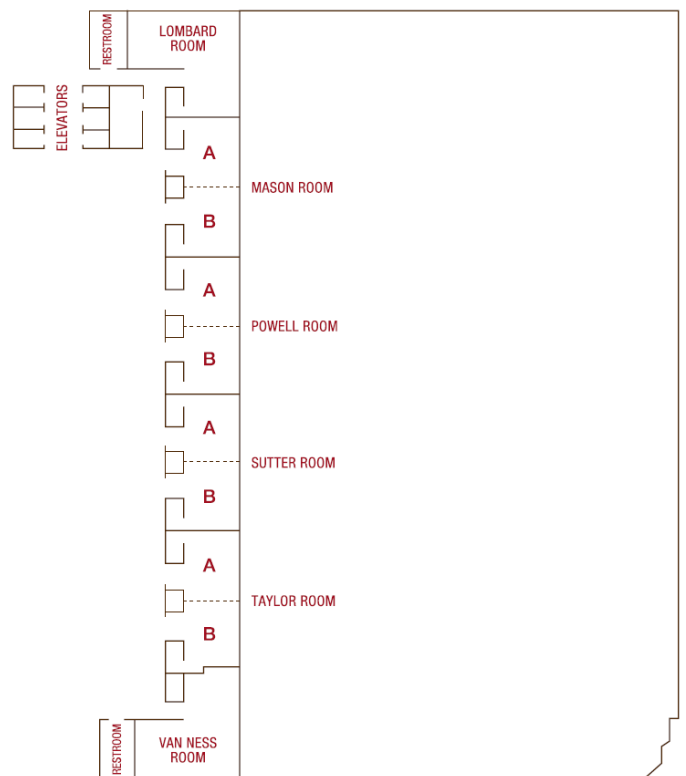 RESTROOM
LOMBARD
ROOM
ELEVATORS
A
MASON ROOM
B
A
POWELL ROOM
B
A
SUTTER ROOM
B
A
TAYLOR ROOM
B
RESTROOM
VAN NESS
ROOM